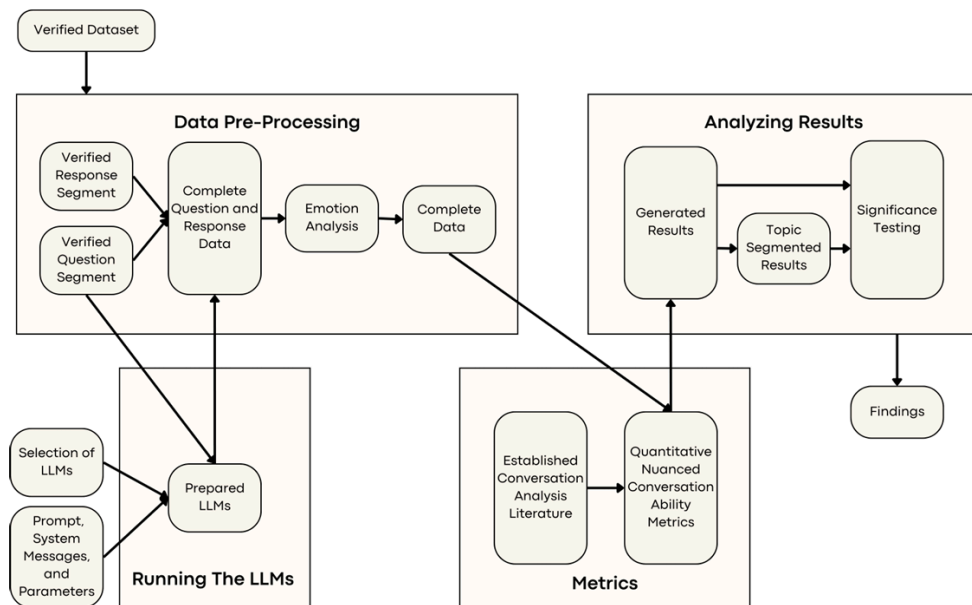 Verified Dataset
Data Pre-Processing
Verified
Response
Segment
Verified
Question
Segment
Complete
Question and
Response
Data
Emotion
Analysis
Complete
Data
Analyzing Results
Generated
Results
Topic
Segmented
Results
Significance
Testing
Findings
Selection of
LLMs
Prompt,
System
Messages,
and
Parameters
Prepared
LLMs
Running The LLMs
Established
Conversation
Analysis
Literature
Quantitative
Nuanced
Conversation
Ability
Metrics
Metrics